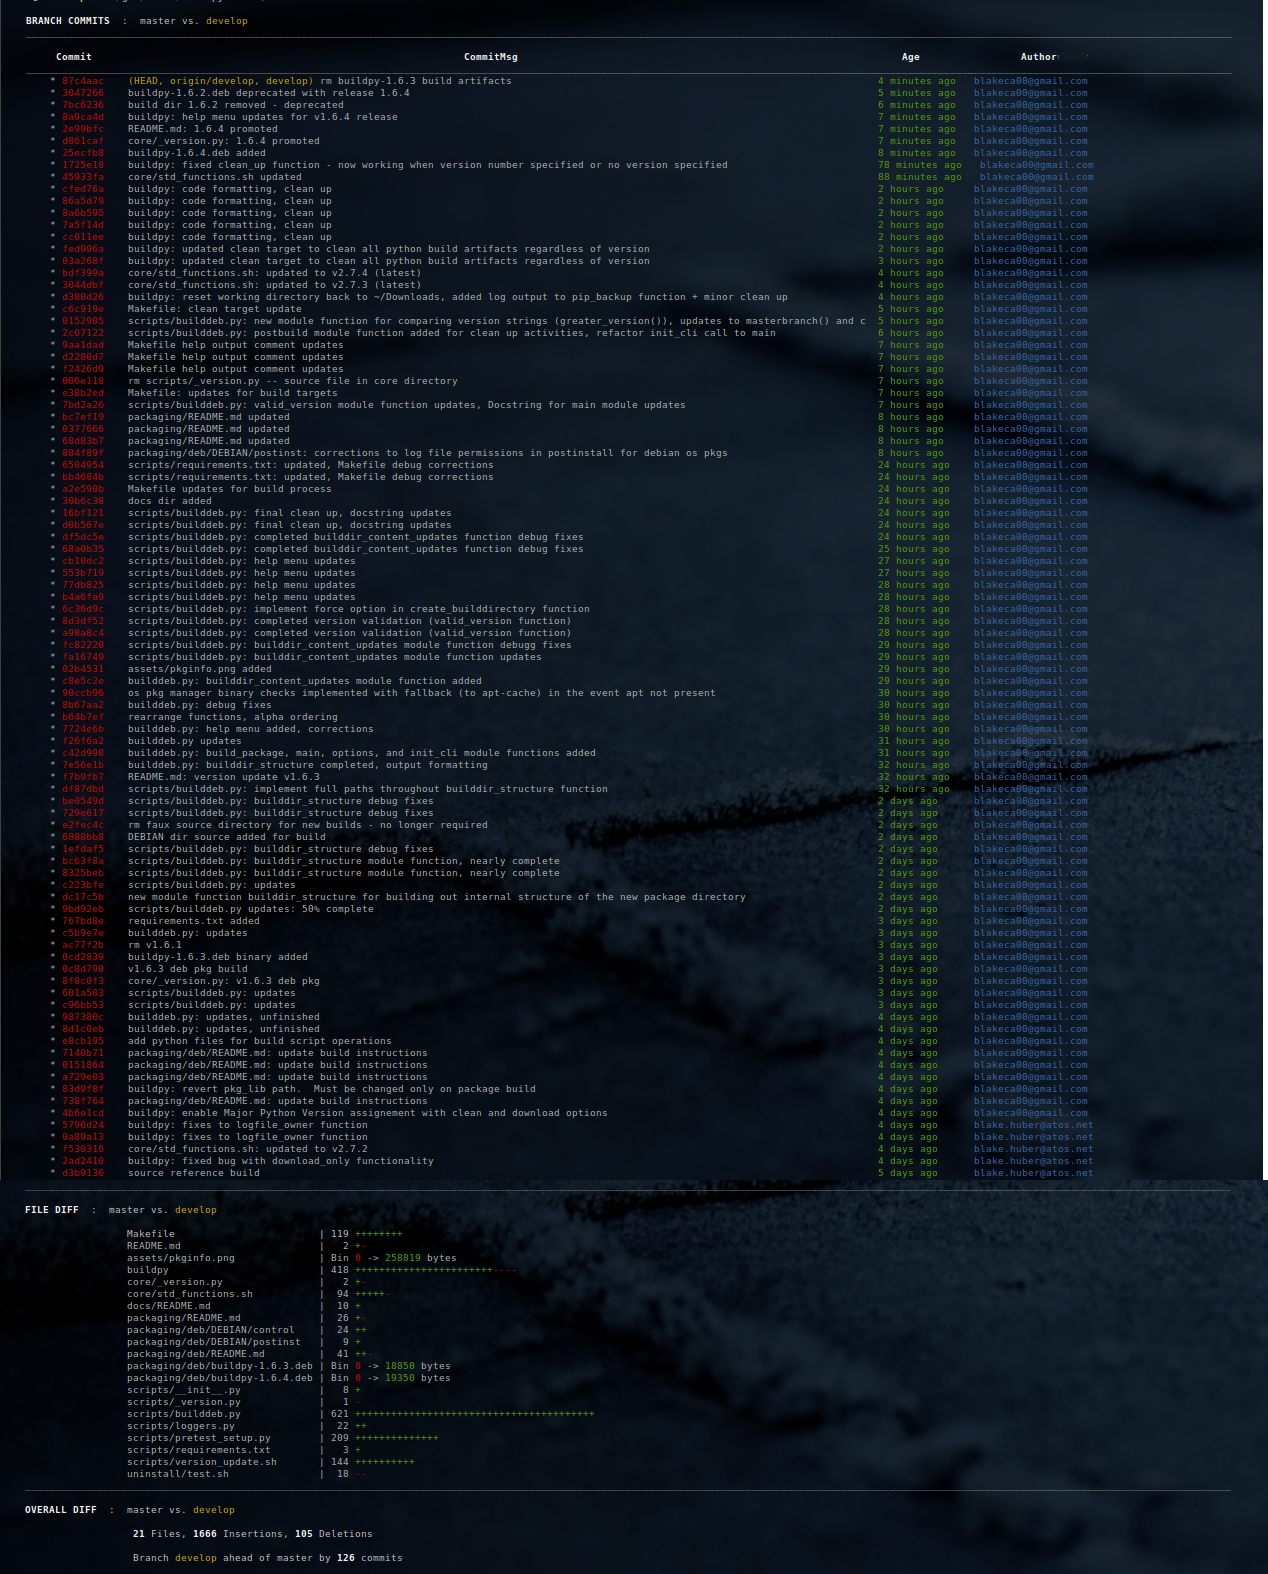 BRANCH COMMITS : master vs. develop
Commit CommitMsg Age Author
* 87c4aac (HEAD, origin/develop, develop) rm buildpy-1.6.3 build artifacts 4 minutes ago blakeca00@gmail.com
* 3047266 buildpy-1.6.2.deb deprecated with release 1.6.4 5 minutes ago blakeca00@gmail.com
* 7bc6236 build dir 1.6.2 removed - deprecated 6 minutes ago blakeca00@gmail.com
* 8a9ca4d buildpy: help menu updates for v1.6.4 release 7 minutes ago blakeca00@gmail.com
* 2e99bfc README.md: 1.6.4 promoted 7 minutes ago blakeca00@gmail.com
* d861caf core/_version.py: 1.6.4 promoted 7 minutes ago blakeca00@gmail.com
* 25ecfb8 buildpy-1.6.4.deb added 8 minutes ago blakeca00@gmail.com
* 1725e18 buildpy: fixed clean_up function - now working when version number specified or no version specified 78 minutes ago blakeca00@gmail.com
* 45933fa core/std_functions.sh updated 88 minutes ago blakeca00@gmail.com
* cfed76a buildpy: code formatting, clean up 2 hours ago blakeca00@gmail.com
* 86a5d79 buildpy: code formatting, clean up 2 hours ago blakeca00@gmail.com
* 8a6b595 buildpy: code formatting, clean up 2 hours ago blakeca00@gmail.com
* 7a5f14d buildpy: code formatting, clean up 2 hours ago blakeca00@gmail.com
* cc011ee buildpy: code formatting, clean up 2 hours ago blakeca00@gmail.com
* fed996a buildpy: updated clean target to clean all python build artifacts regardless of version 2 hours ago blakeca00@gmail.com
* 03a268f buildpy: updated clean target to clean all python build artifacts regardless of version 3 hours ago blakeca00@gmail.com
* bdf399a core/std_functions.sh: updated to v2.7.4 (latest) 4 hours ago blakeca00@gmail.com
* 3044dbf core/std_functions.sh: updated to v2.7.3 (latest) 4 hours ago blakeca00@gmail.com
* d388d26 buildpy: reset working directory back to ~/Downloads, added log output to pip_backup function + minor clean up 4 hours ago blakeca00@gmail.com
* c6c919e Makefile: clean target update 5 hours ago blakeca00@gmail.com
* 0152905 scripts/builddeb.py: new module function for comparing version strings (greater_version()), updates to masterbranch() and c 5 hours ago blakeca00@gmail.com
* 2c07122 scripts/builddeb.py: postbuild module function added for clean up activities, refactor init_cli call to main 6 hours ago blakeca00@gmail.com
* 9aa1dad Makefile help output comment updates 7 hours ago blakeca00@gmail.com
* d2280d7 Makefile help output comment updates 7 hours ago blakeca00@gmail.com
* f2426d9 Makefile help output comment updates 7 hours ago blakeca00@gmail.com
* 006e118 rm scripts/_version.py -- source file in core directory 7 hours ago blakeca00@gmail.com
* e38b2ed Makefile: updates for build targets 7 hours ago blakeca00@gmail.com
* 7bd2a26 scripts/builddeb.py: valid_version module function updates, Docstring for main module updates 7 hours ago blakeca00@gmail.com
* bc7ef19 packaging/README.md updated 8 hours ago blakeca00@gmail.com
* 0377666 packaging/README.md updated 8 hours ago blakeca00@gmail.com
* 68d83b7 packaging/README.md updated 8 hours ago blakeca00@gmail.com
* 884f89f packaging/deb/DEBIAN/postinst: corrections to log file permissions in postinstall for debian os pkgs 8 hours ago blakeca00@gmail.com
* 6504954 scripts/requirements.txt: updated, Makefile debug corrections 24 hours ago blakeca00@gmail.com
* bb4684b scripts/requirements.txt: updated, Makefile debug corrections 24 hours ago blakeca00@gmail.com
* a2e590b Makefile updates for build process 24 hours ago blakeca00@gmail.com
* 30b6c38 docs dir added 24 hours ago blakeca00@gmail.com
* 16bf121 scripts/builddeb.py: final clean up, docstring updates 24 hours ago blakeca00@gmail.com
* d0b567e scripts/builddeb.py: final clean up, docstring updates 24 hours ago blakeca00@gmail.com
* df5dc5e scripts/builddeb.py: completed builddir_content_updates function debug fixes 24 hours ago blakeca00@gmail.com
* 68a0b35 scripts/builddeb.py: completed builddir_content_updates function debug fixes 25 hours ago blakeca00@gmail.com
* cb10dc2 scripts/builddeb.py: help menu updates 27 hours ago blakeca00@gmail.com
* 553b719 scripts/builddeb.py: help menu updates 27 hours ago blakeca00@gmail.com
* 77db825 scripts/builddeb.py: help menu updates 28 hours ago blakeca00@gmail.com
* b4a6fa9 scripts/builddeb.py: help menu updates 28 hours ago blakeca00@gmail.com
* 6c36d9c scripts/builddeb.py: implement force option in create_builddirectory function 28 hours ago blakeca00@gmail.com
* 8d3df52 scripts/builddeb.py: completed version validation (valid_version function) 28 hours ago blakeca00@gmail.com
* a98a8c4 scripts/builddeb.py: completed version validation (valid_version function) 28 hours ago blakeca00@gmail.com
* fc82220 scripts/builddeb.py: builddir_content_updates module function debugg fixes 29 hours ago blakeca00@gmail.com
* fa16749 scripts/builddeb.py: builddir_content_updates module function updates 29 hours ago blakeca00@gmail.com
* 02b4531 assets/pkginfo.png added 29 hours ago blakeca00@gmail.com
* c8e5c2e builddeb.py: builddir_content_updates module function added 29 hours ago blakeca00@gmail.com
* 90ccb96 os pkg manager binary checks implemented with fallback (to apt-cache) in the event apt not present 30 hours ago blakeca00@gmail.com
* 8b67aa2 builddeb.py: debug fixes 30 hours ago blakeca00@gmail.com
* b64b7ef rearrange functions, alpha ordering 30 hours ago blakeca00@gmail.com
* 7724e6b builddeb.py: help menu added, corrections 30 hours ago blakeca00@gmail.com
* f26f6a2 builddeb.py updates 31 hours ago blakeca00@gmail.com
* c42d998 builddeb.py: build_package, main, options, and init_cli module functions added 31 hours ago blakeca00@gmail.com
* 7e56e1b builddeb.py: builddir_structure completed, output formatting 32 hours ago blakeca00@gmail.com
* f7b9fb7 README.md: version update v1.6.3 32 hours ago blakeca00@gmail.com
* df87dbd scripts/builddeb.py: implement full paths throughout builddir_structure function 32 hours ago blakeca00@gmail.com
* be0549d scripts/builddeb.py: builddir_structure debug fixes 2 days ago blakeca00@gmail.com
* 729e617 scripts/builddeb.py: builddir_structure debug fixes 2 days ago blakeca00@gmail.com
* e2fec4c rm faux source directory for new builds - no longer required 2 days ago blakeca00@gmail.com
* 6808bb8 DEBIAN dir source added for build 2 days ago blakeca00@gmail.com
* 1efdaf5 scripts/builddeb.py: builddir_structure debug fixes 2 days ago blakeca00@gmail.com
* bc63f8a scripts/builddeb.py: builddir_structure module function, nearly complete 2 days ago blakeca00@gmail.com
* 8325beb scripts/builddeb.py: builddir_structure module function, nearly complete 2 days ago blakeca00@gmail.com
* c223bfe scripts/builddeb.py: updates 2 days ago blakeca00@gmail.com
* dc17c5b new module function builddir_structure for building out internal structure of the new package directory 2 days ago blakeca00@gmail.com
* 9bd92eb scripts/builddeb.py updates: 50% complete 2 days ago blakeca00@gmail.com
* 767bd8e requirements.txt added 3 days ago blakeca00@gmail.com
* c5b9e7e builddeb.py: updates 3 days ago blakeca00@gmail.com
* ac77f2b rm v1.6.1 3 days ago blakeca00@gmail.com
* 0cd2839 buildpy-1.6.3.deb binary added 3 days ago blakeca00@gmail.com
* 0c8d790 v1.6.3 deb pkg build 3 days ago blakeca00@gmail.com
* 8f8c0f3 core/_version.py: v1.6.3 deb pkg 3 days ago blakeca00@gmail.com
* 601a503 scripts/builddeb.py: updates 3 days ago blakeca00@gmail.com
* c96bb53 scripts/builddeb.py: updates 3 days ago blakeca00@gmail.com
* 987380c builddeb.py: updates, unfinished 4 days ago blakeca00@gmail.com
* 8d1c0eb builddeb.py: updates, unfinished 4 days ago blakeca00@gmail.com
* e8cb195 add python files for build script operations 4 days ago blakeca00@gmail.com
* 7140b71 packaging/deb/README.md: update build instructions 4 days ago blakeca00@gmail.com
* 0151864 packaging/deb/README.md: update build instructions 4 days ago blakeca00@gmail.com
* a729e03 packaging/deb/README.md: update build instructions 4 days ago blakeca00@gmail.com
* 83d9f8f buildpy: revert pkg_lib path. Must be changed only on package build 4 days ago blakeca00@gmail.com
* 738f764 packaging/deb/README.md: update build instructions 4 days ago blakeca00@gmail.com
* 4b6e1cd buildpy: enable Major Python Version assignement with clean and download options 4 days ago blakeca00@gmail.com
* 5796d24 buildpy: fixes to logfile_owner function 4 days ago blake.huber@atos.net
* 0a89a13 buildpy: fixes to logfile_owner function 4 days ago blake.huber@atos.net
* f530316 core/std_functions.sh: updated to v2.7.2 4 days ago blake.huber@atos.net
* 2ad2410 buildpy: fixed bug with download_only functionality 4 days ago blake.huber@atos.net
* d3b9136 source reference build 5 days ago blake.huber@atos.net
FILE DIFF : master vs. develop
Makefile | 119 ++++++++
README.md | 2 +-
assets/pkginfo.png | Bin 0 -> 258819 bytes
buildpy | 418 +++++++++++++++++++++++----
core/_version.py | 2 +-
core/std_functions.sh | 94 +++++-
docs/README.md | 10 +
packaging/README.md | 26 +-
packaging/deb/DEBIAN/control | 24 ++
packaging/deb/DEBIAN/postinst | 9 +
packaging/deb/README.md | 41 ++-
packaging/deb/buildpy-1.6.3.deb | Bin 0 -> 18850 bytes
packaging/deb/buildpy-1.6.4.deb | Bin 0 -> 19350 bytes
scripts/__init__.py | 8 +
scripts/_version.py | 1 -
scripts/builddeb.py | 621 ++++++++++++++++++++++++++++++++++++++++
scripts/loggers.py | 22 ++
scripts/pretest_setup.py | 209 ++++++++++++++
scripts/requirements.txt | 3 +
scripts/version_update.sh | 144 ++++++++++
uninstall/test.sh | 18 --
OVERALL DIFF : master vs. develop
21 Files, 1666 Insertions, 105 Deletions
Branch develop ahead of master by 126 commits